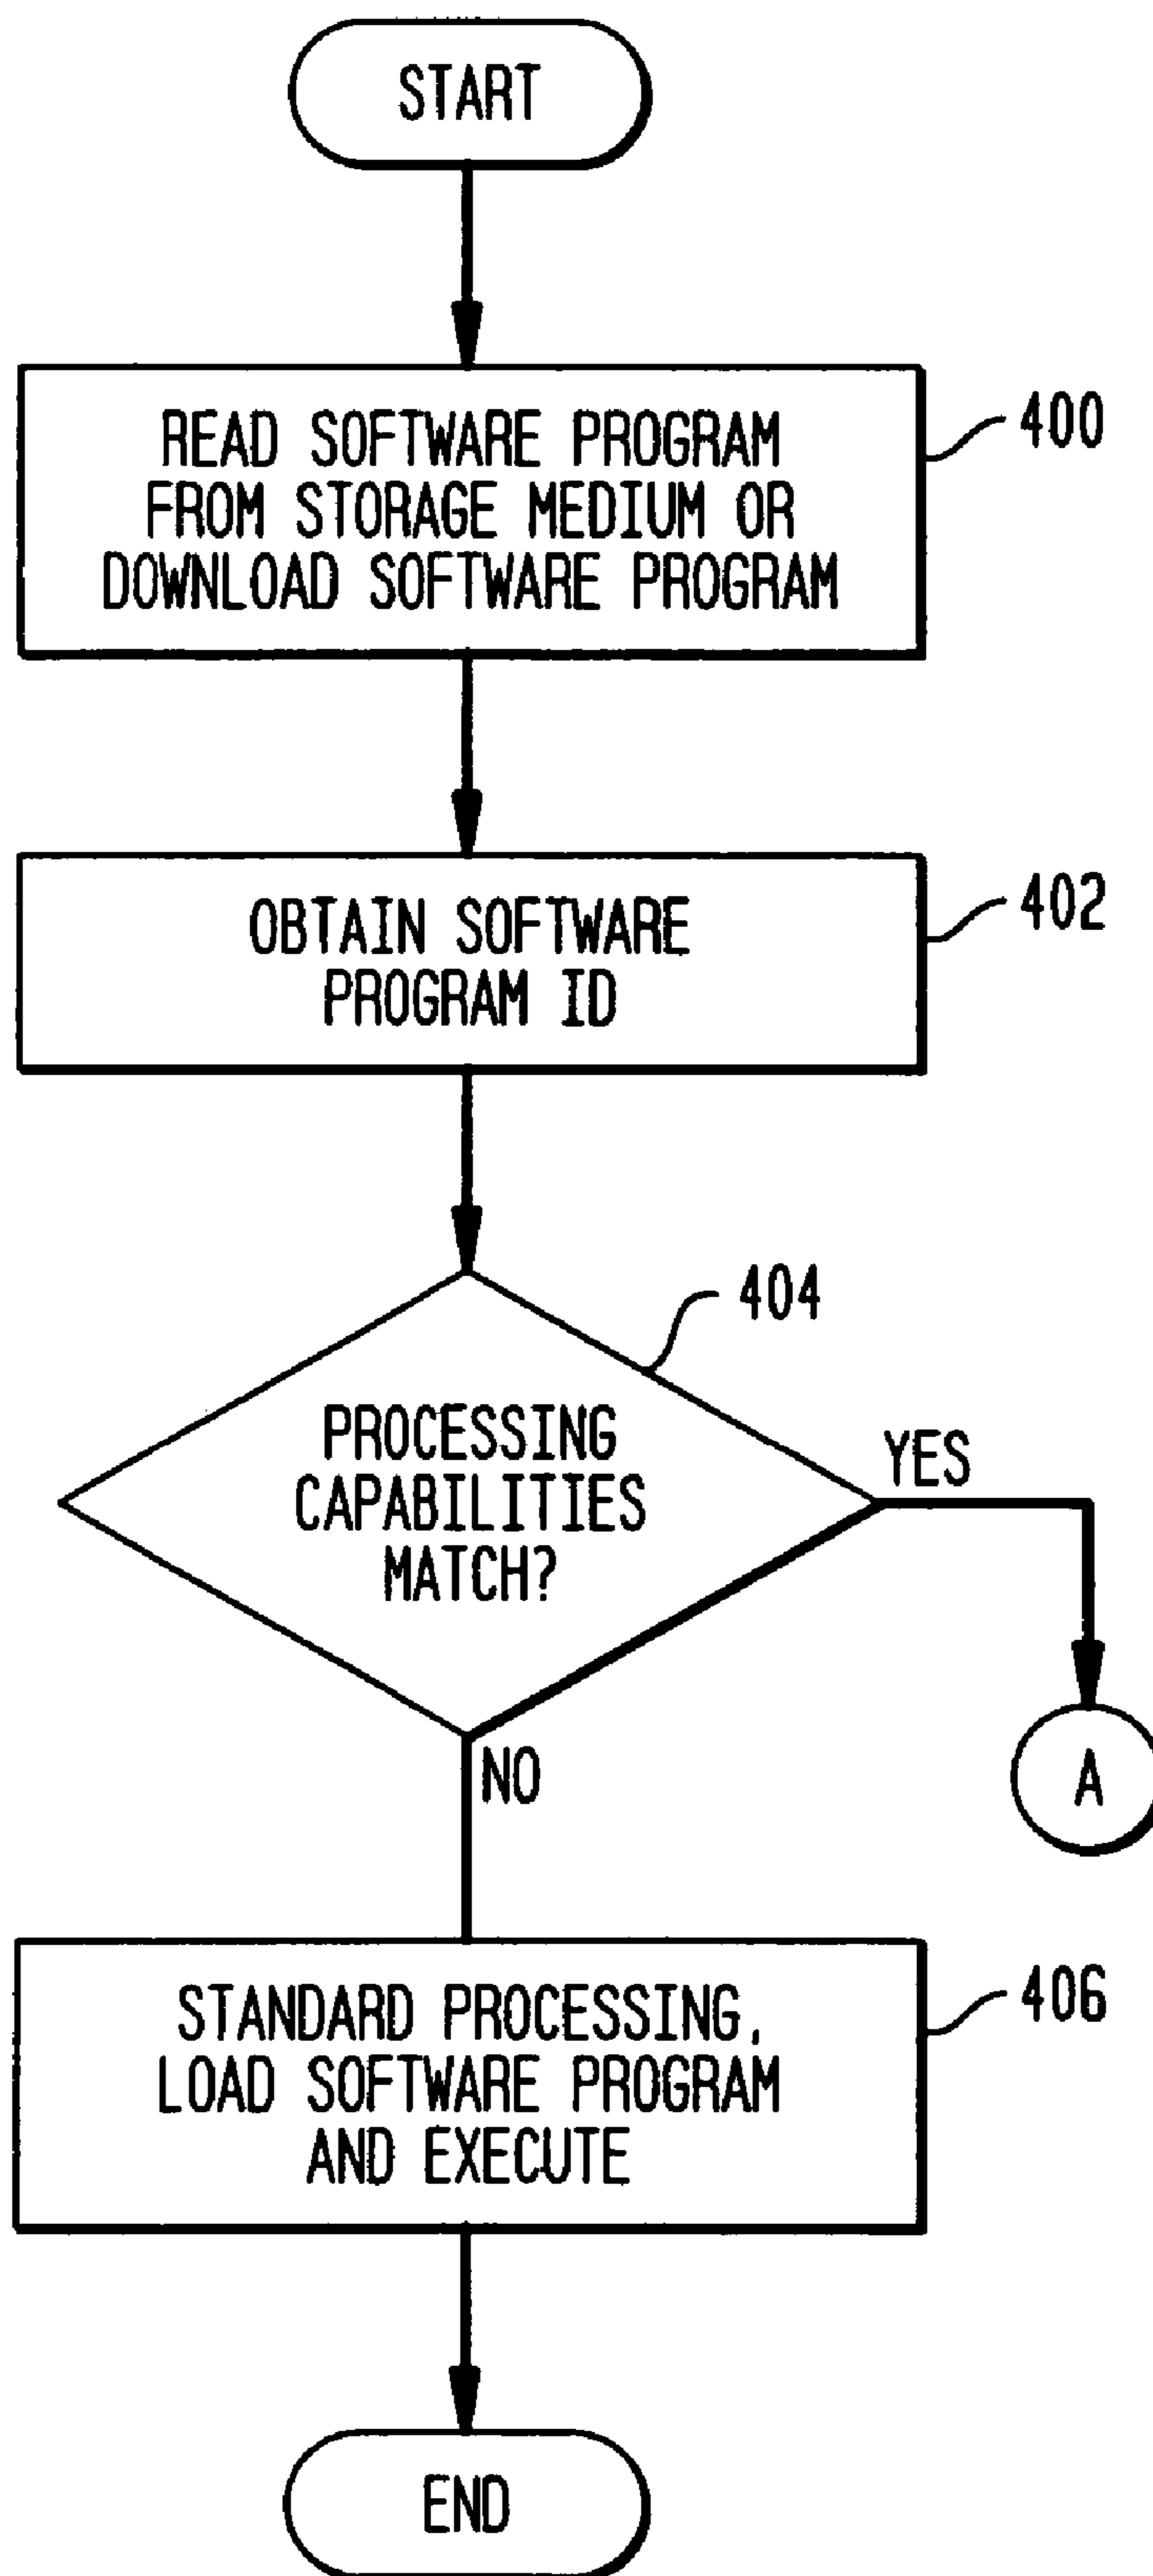 START
READ SOFTWARE PROGRAM
FROM STORAGE MEDIUM OR
DOWNLOAD SOFTWARE PROGRAM
400
OBTAIN SOFTWARE
PROGRAM ID
402
404
PROCESSING
CAPABILITIES
MATCH?
YES
A
NO
STANDARD PROCESSING,
LOAD SOFTWARE PROGRAM
AND EXECUTE
406
END